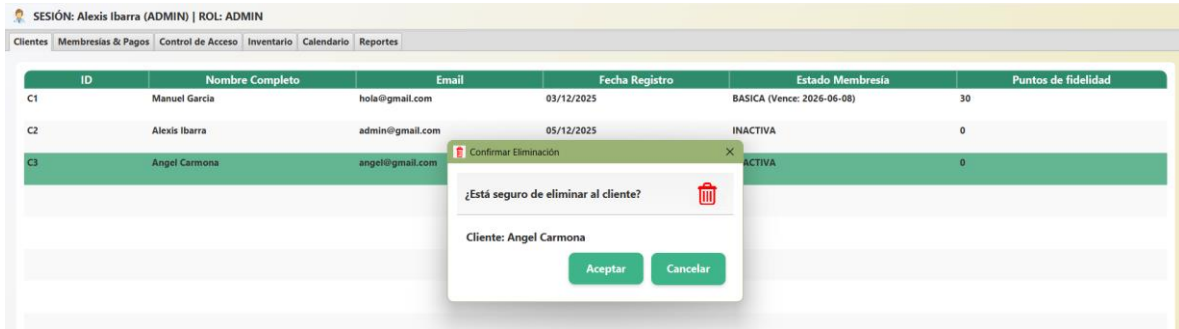 SESIÓN: Alexis Ibarra (ADMIN) | ROL: ADMIN
Clientes Membresías & Pagos Control de Acceso Inventario Calendario Reportes
ID Nombre Completo Email Fecha Registro Estado Membresía Puntos de fidelidad
C1 Manuel Garcia hola@gmail.com 03/12/2025 BASICA (Vence: 2026-06-08) 30
C2 Alexis Ibarra admin@gmail.com 05/12/2025 INACTIVA 0
C3 Angel Carmona angel@gmail.com ACTIVA 0
Confirmar Eliminación
¿Está seguro de eliminar al cliente?
Cliente: Angel Carmona
Aceptar Cancelar